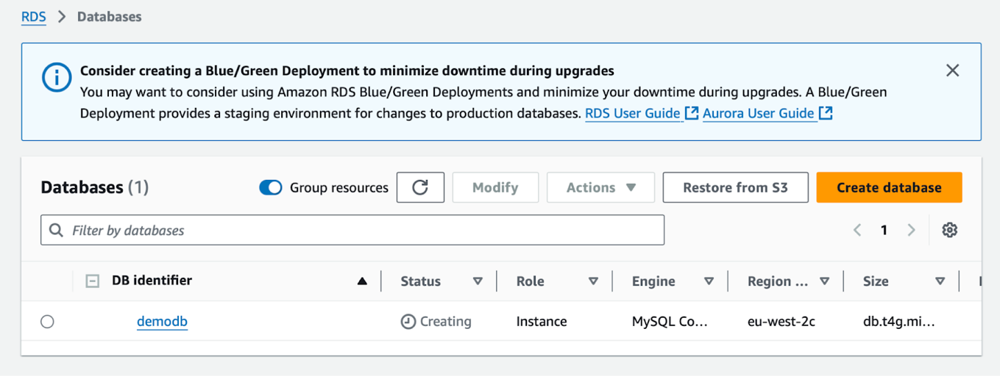 RDS > Databases
Consider creating a Blue/Green Deployment to minimize downtime during upgrades
You may want to consider using Amazon RDS Blue/Green Deployments and minimize your downtime during upgrades. A Blue/Green
Deployment provides a staging environment for changes to production databases. RDS User Guide Aurora User Guide
Databases (1) Group resources Modify Actions Restore from S3 Create database
Filter by databases 1
DB identifier Status Role Engine Region ... Size
demodb Creating Instance MySQL Co... eu-west-2c db.t4g.mi...